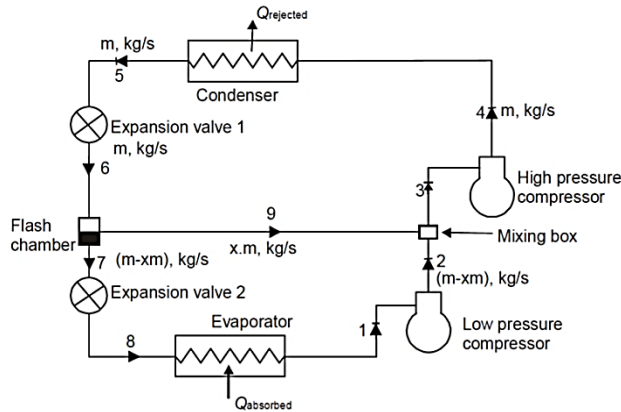 Qrejected
m, kg/s
5
Condenser
4
m, kg/s
Expansion valve 1
m, kg/s
6
3
High pressure
compressor
Flash
chamber
9
x.m, kg/s
Mixing box
7
(m-xm), kg/s
2
(m-xm), kg/s
Expansion valve 2
Evaporator
1
Low pressure
compressor
8
Qabsorbed